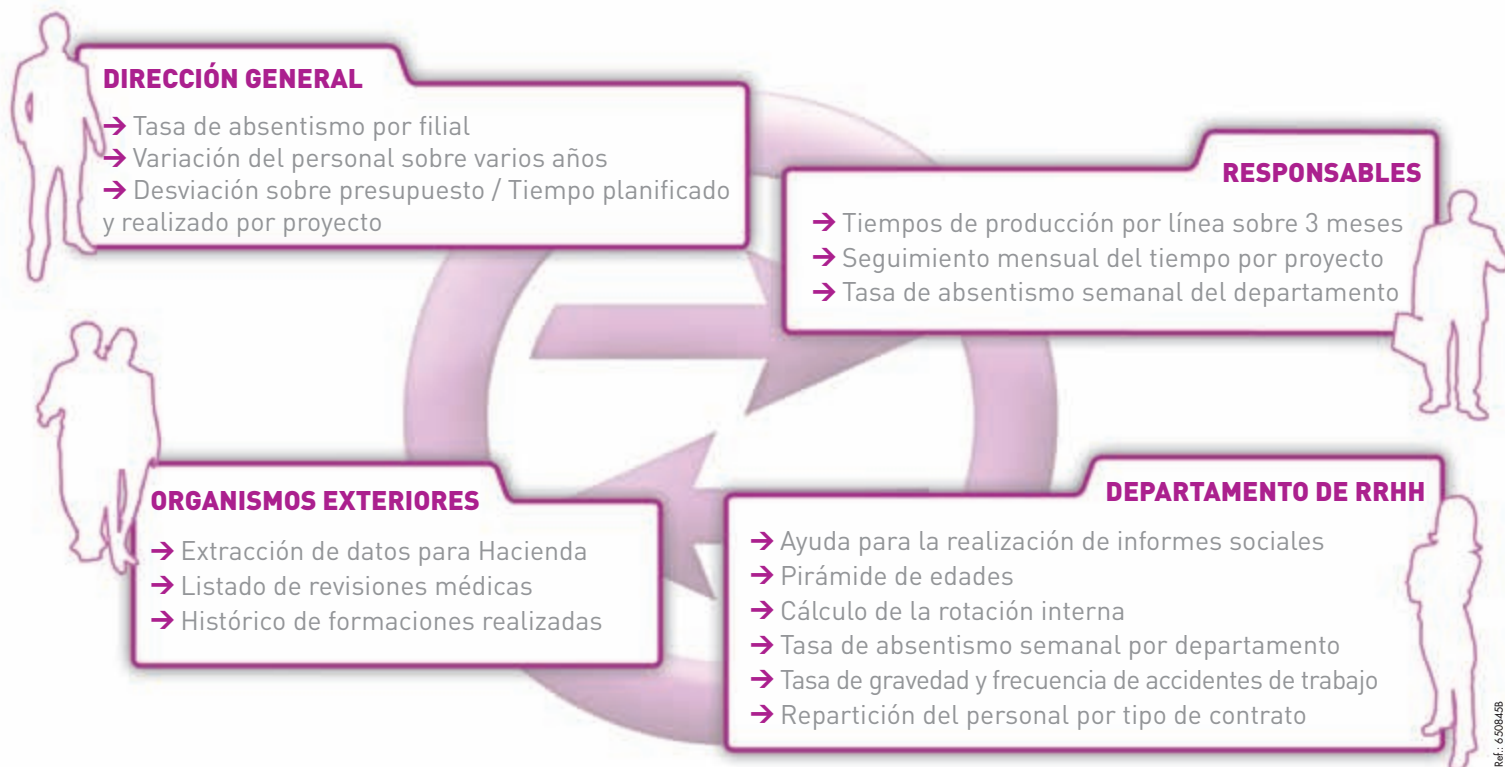 DIRECCIÓN GENERAL
➔ Tasa de absentismo por filial
➔ Variación del personal sobre varios años
➔ Desviación sobre presupuesto / Tiempo planificado
y realizado por proyecto
RESPONSABLES
➔ Tiempos de producción por línea sobre 3 meses
➔ Seguimiento mensual del tiempo por proyecto
➔ Tasa de absentismo semanal del departamento
ORGANISMOS EXTERIORES
➔ Extracción de datos para Hacienda
➔ Listado de revisiones médicas
➔ Histórico de formaciones realizadas
DEPARTAMENTO DE RRHH
➔ Ayuda para la realización de informes sociales
➔ Pirámide de edades
➔ Cálculo de la rotación interna
➔ Tasa de absentismo semanal por departamento
➔ Tasa de gravedad y frecuencia de accidentes de trabajo
➔ Repartición del personal por tipo de contrato
Ref.: 650845B